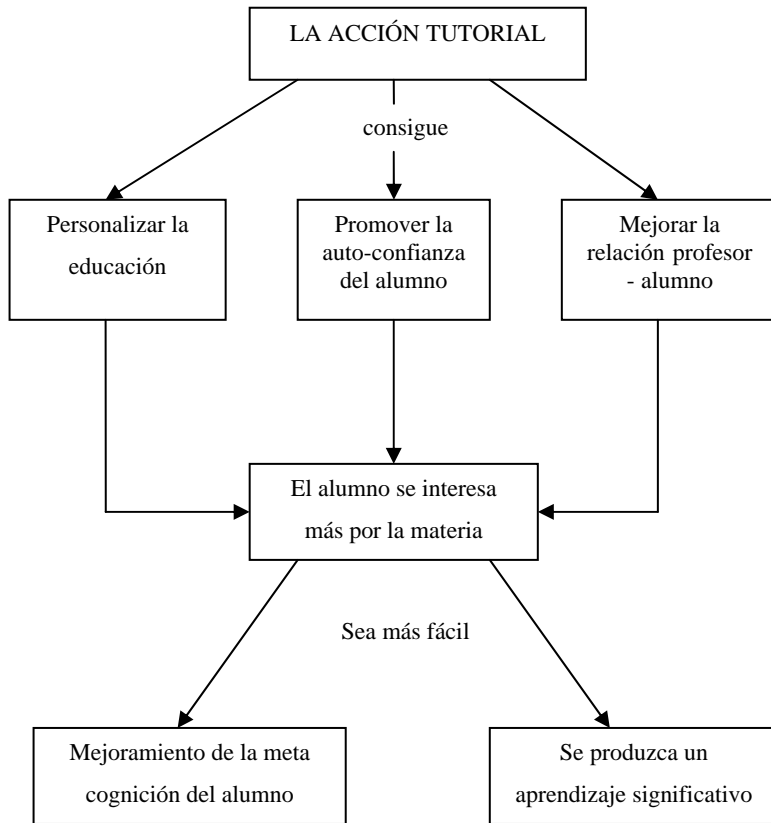 LA ACCIÓN TUTORIAL
consigue
Personalizar la
educación
Promover la
auto-confianza
del alumno
Mejorar la
relación profesor
- alumno
El alumno se interesa
más por la materia
Sea más fácil
Mejoramiento de la meta
cognición del alumno
Se produzca un
aprendizaje significativo